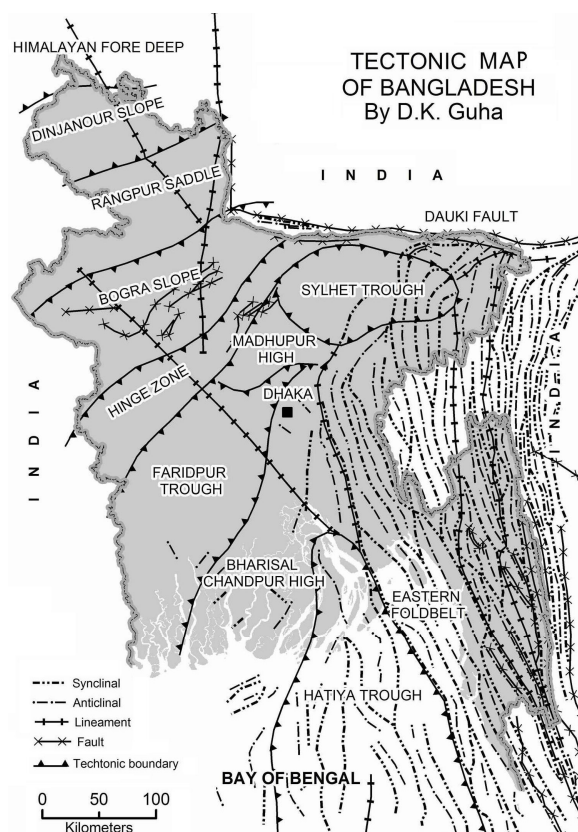 HIMALAYAN FORE DEEP
TECTONIC MAP
OF BANGLADESH
By D.K. Guha
DINJANOUR SLOPE
RANGPUR SADDLE
I N D I A
DAUKI FAULT
BOGRA SLOPE
SYLHET TROUGH
MADHUPUR
HIGH
HINGE ZONE
DHAKA
I N D I A
I N D I A
FARIDPUR
TROUGH
BHARISAL
CHANDPUR HIGH
EASTERN
FOLDBELT
HATIYA TROUGH
BAY OF BENGAL
Synclinal
Anticlinal
Lineament
Fault
Techtonic boundary
0 50 100
Kilometers